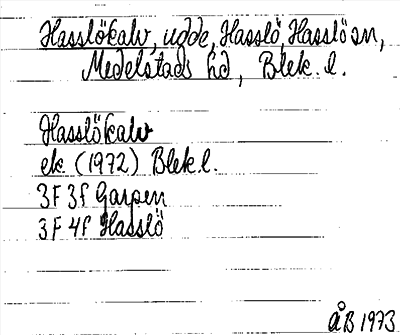 Hasslökalv, udde, Hasslö, Hasslö sn,
Medelstads hd, Blek. l.
Hasslökalv
ek. (1972) Blek l.
3F 3f Garpen
3F 4f Hasslö
ÅB 1973